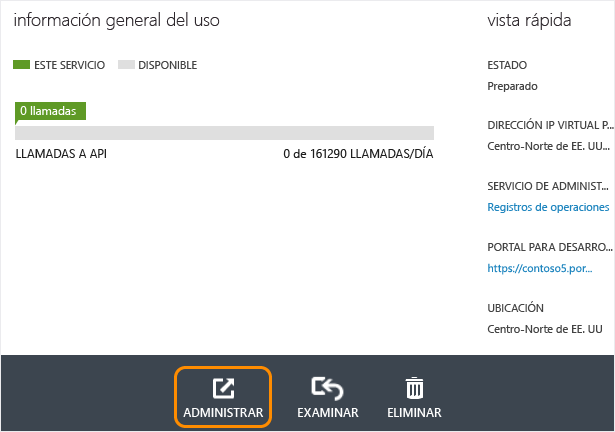 información general del uso
ESTE SERVICIO
DISPONIBLE
0 llamadas
LLAMADAS A API
0 de 161290 LLAMADAS/DÍA
vista rápida
ESTADO
Preparado
DIRECCIÓN IP VIRTUAL P...
Centro-Norte de EE. UU...
SERVICIO DE ADMINIST...
Registros de operaciones
PORTAL PARA DESARRO...
https://contoso5.por...
UBICACIÓN
Centro-Norte de EE. UU
ADMINISTRAR
EXAMINAR
ELIMINAR